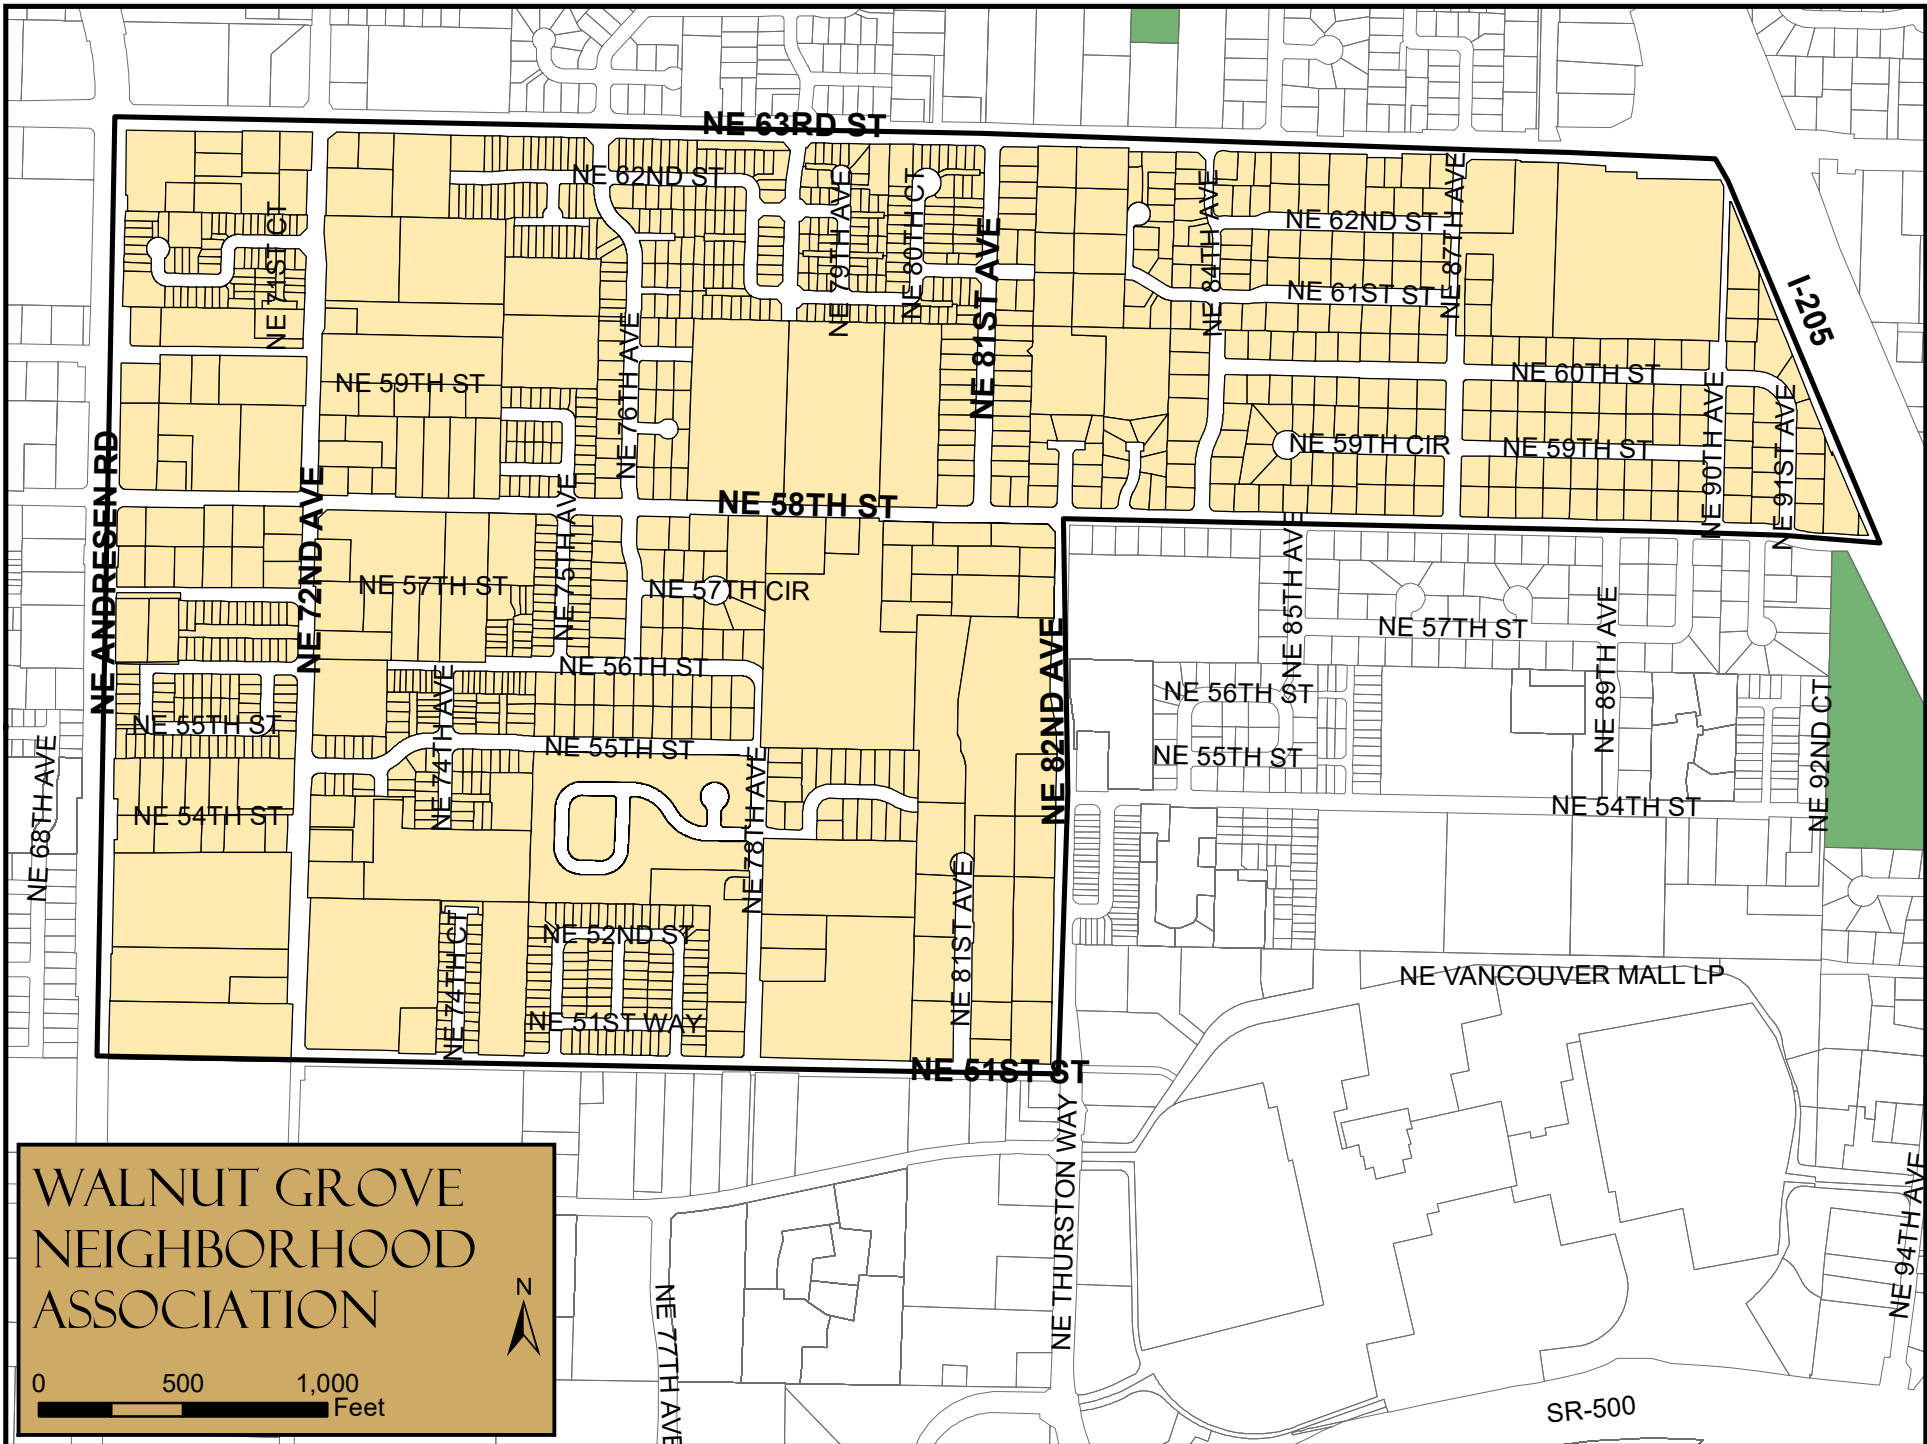 NE 63RD ST
NE 62ND ST
NE 79TH AVE
NE 80TH CT
NE 87TH AVE
NE 84TH AVE
NE 62ND ST
NE 71ST CT
NE 81ST AVE
NE 61ST ST
I-205
NE 76TH AVE
NE 59TH ST
NE 60TH ST
NE 90TH AVE
NE 91ST AVE
NE 59TH CIR
NE 59TH ST
NE ANDRESEN RD
NE 72ND AVE
NE 75TH AVE
NE 58TH ST
NE 57TH ST
NE 57TH CIR
NE 85TH AVE
NE 57TH ST
NE 89TH AVE
NE 82ND AVE
NE 56TH ST
NE 74TH AVE
NE 56TH ST
NE 92ND CT
NE 55TH ST
NE 55TH ST
NE 55TH ST
NE 68TH AVE
NE 78TH AVE
NE 54TH ST
NE 54TH ST
NE 81ST AVE
NE 52ND ST
NE 74TH CT
NE VANCOUVER MALL LP
NE 51ST WAY
NE 51ST ST
NE THURSTON WAY
NE 94TH AVE
NE 77TH AVE
SR-500
WALNUT GROVE
NEIGHBORHOOD
ASSOCIATION
N
0 500 1,000
Feet